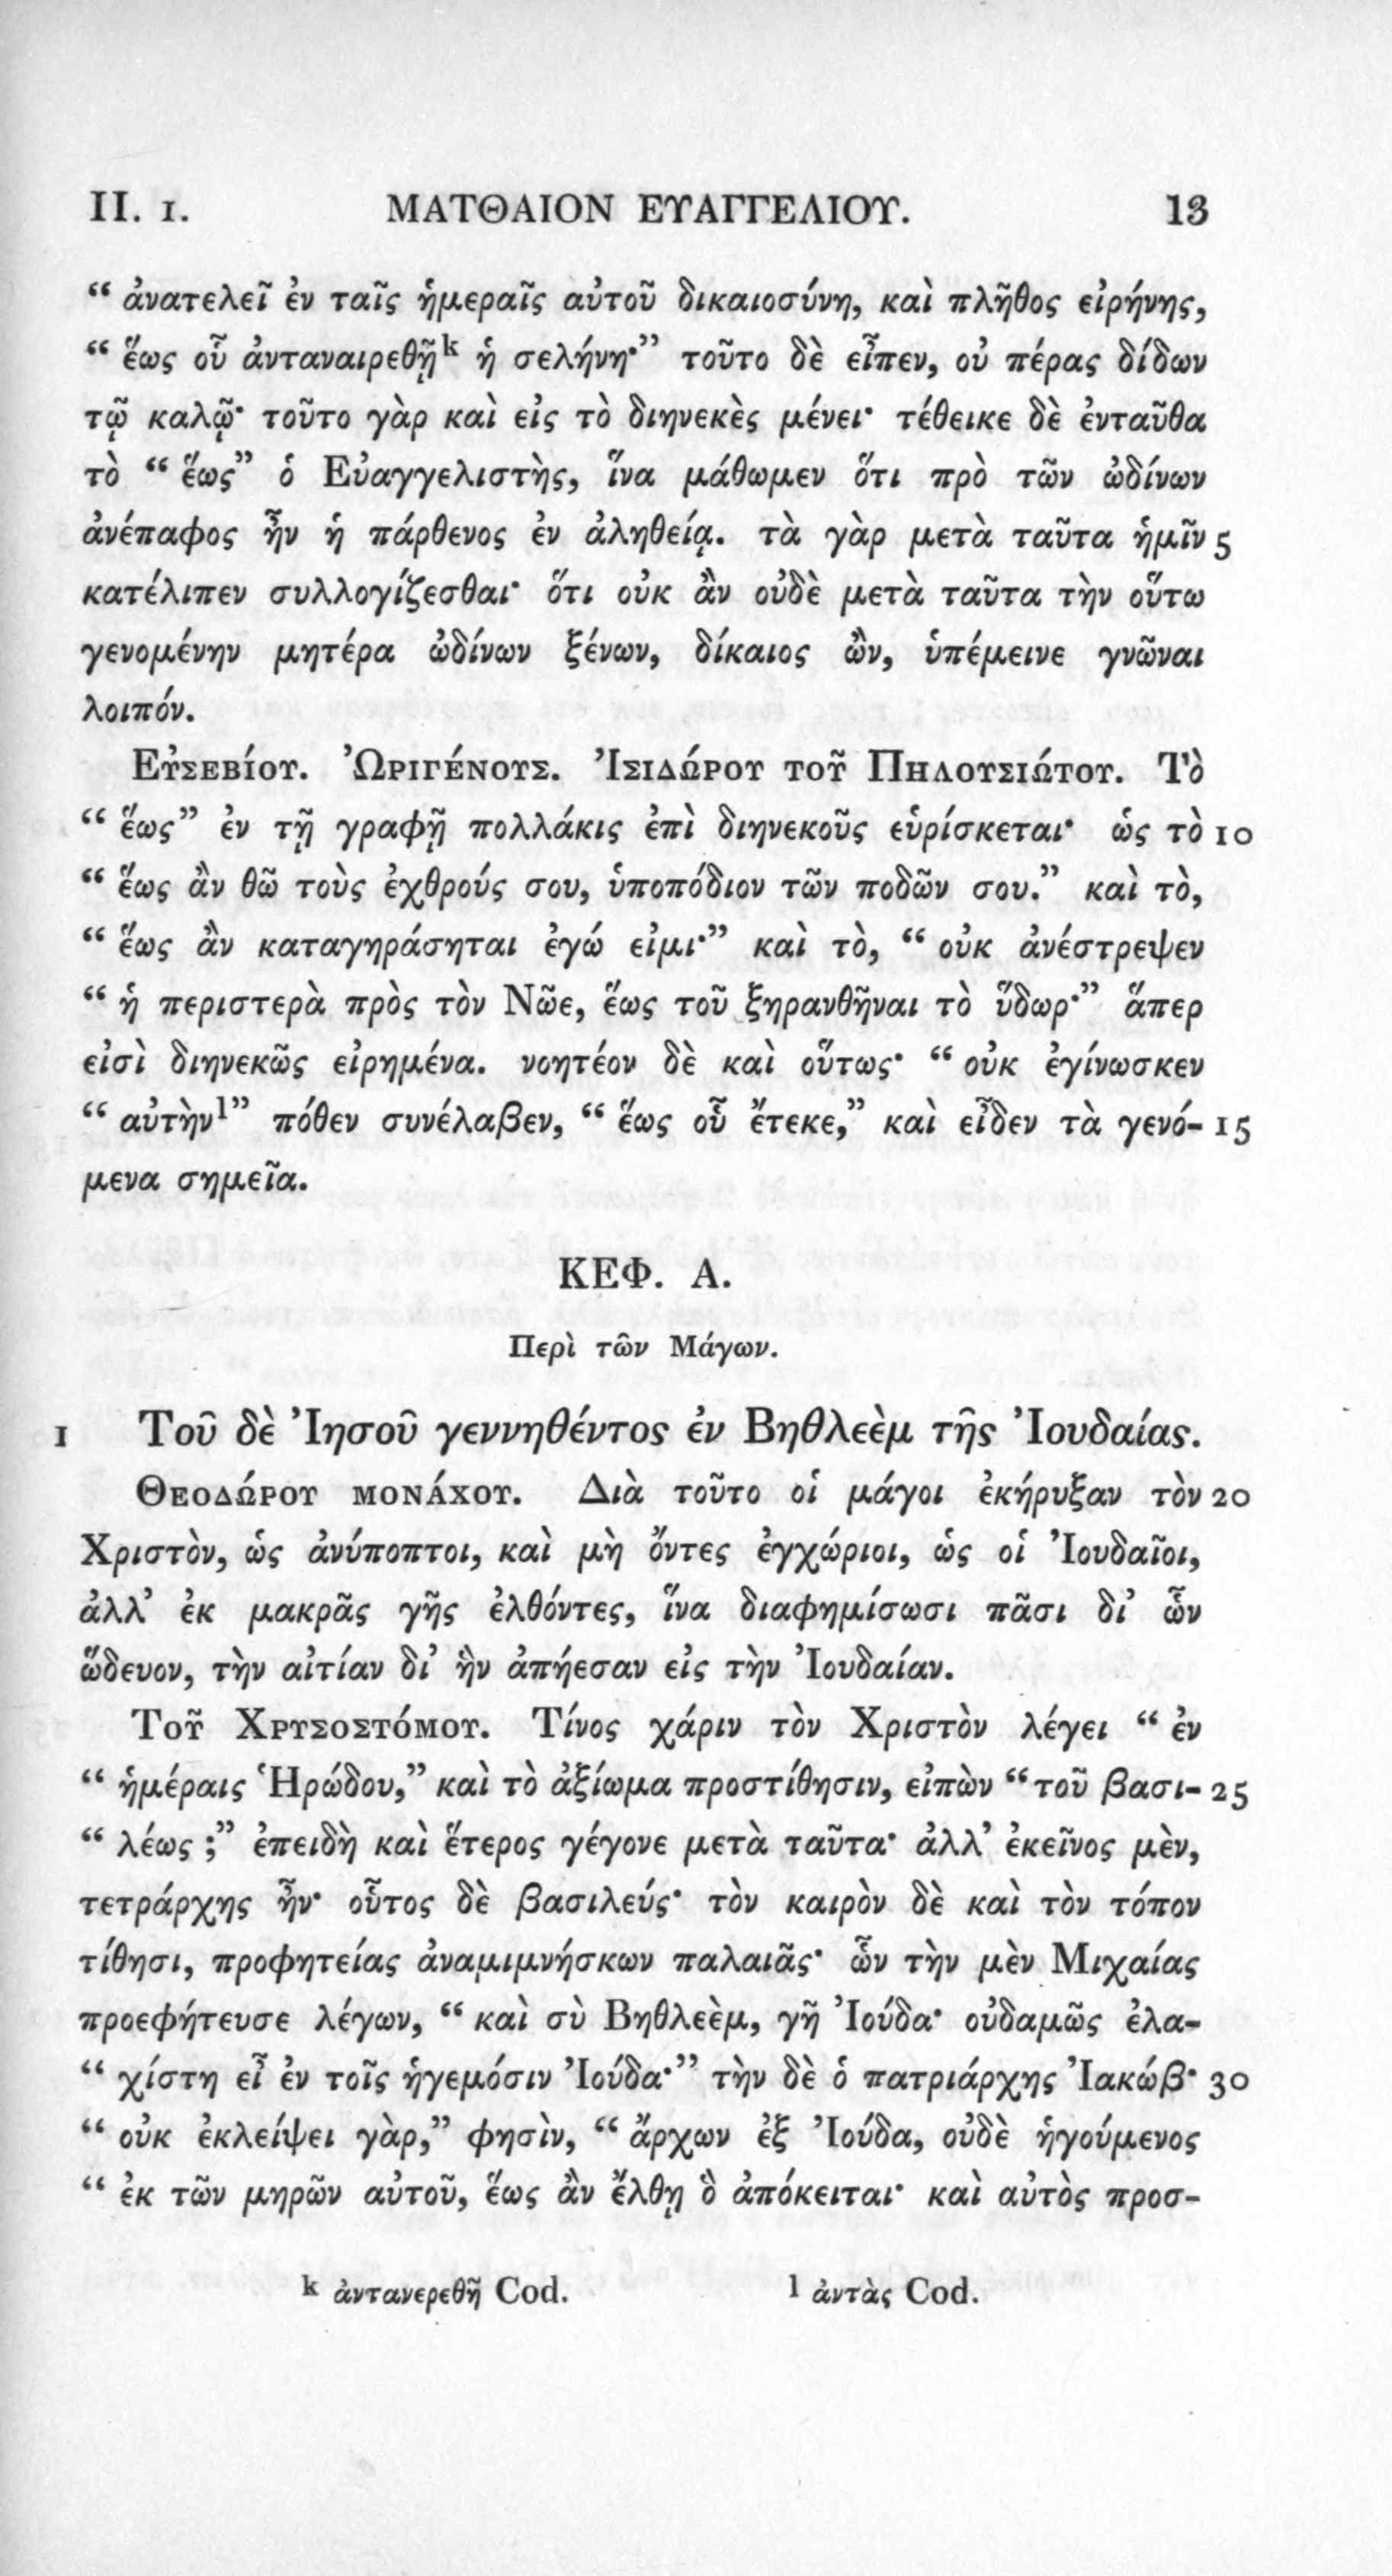 II. 1. ΜΑΤΘΑΙΟΝ ΕΥΑΓΓΕΛΙΟΥ. 13
“ ἀνατελεῖ ἐν ταῖς ἡμεραῖς αὐτοῦ δικαιοσύνη, καὶ πλῆθος εἰρήνης,
“ ἕως οὗ ἀνταναιρεθῇk ἡ σελήνη·” τοῦτο δὲ εἶπεν, οὐ πέρας δίδων
τῷ καλῷ· τοῦτο γὰρ καὶ εἰς τὸ διηνεκὲς μένει· τέθεικε δὲ ἐνταῦθα
τὸ “ ἕως” ὁ Εὐαγγελιστὴς, ἵνα μάθωμεν ὅτι πρὸ τῶν ὠδίνων
ἀνέπαφος ἦν ἡ πάρθενος ἐν ἀληθείᾳ. τὰ γὰρ μετὰ ταῦτα ἡμῖν 5
κατέλιπεν συλλογίζεσθαι· ὅτι οὐκ ἂν οὐδὲ μετὰ ταῦτα τὴν οὕτω
γενομένην μητέρα ὠδίνων ξένων, δίκαιος ὢν, ὑπέμεινε γνῶναι
λοιπόν.
Εὐσεβίου. Ὠριγένους. Ἰσιδώρου τοῦ Πηλουσιώτου. Τὸ
“ ἕως” ἐν τῇ γραφῇ πολλάκις ἐπὶ διηνεκοῦς εὑρίσκεται· ὡς τὸ 10
“ ἕως ἂν θῶ τοὺς ἐχθρούς σου, ὑποπόδιον τῶν ποδῶν σου.” καὶ τὸ,
“ ἕως ἂν καταγηράσηται ἐγώ εἰμι·” καὶ τὸ, “ οὐκ ἀνέστρεψεν
“ ἡ περιστερὰ πρὸς τὸν Νῶε, ἕως τοῦ ξηρανθῆναι τὸ ὕδωρ·” ἅπερ
εἰσὶ διηνεκῶς εἰρημένα. νοητέον δὲ καὶ οὕτως· “ οὐκ ἐγίνωσκεν
“ αὐτὴνl” πόθεν συνέλαβεν, “ ἕως οὗ ἔτεκε,” καὶ εἶδεν τὰ γενό- 15
μενα σημεῖα.
ΚΕΦ. Α.
Περὶ τῶν Μάγων.
1 Τοῦ δὲ Ἰησοῦ γεννηθέντος ἐν Βηθλεὲμ τῆς Ἰουδαίας.
Θεοδώρου μονάχου. Διὰ τοῦτο οἱ μάγοι ἐκήρυξαν τὸν 20
Χριστὸν, ὡς ἀνύποπτοι, καὶ μὴ ὄντες ἐγχώριοι, ὡς οἱ Ἰουδαῖοι,
ἀλλ’ ἐκ μακρᾶς γῆς ἐλθόντες, ἵνα διαφημίσωσι πᾶσι δι’ ὧν
ὥδευον, τὴν αἰτίαν δι’ ἣν ἀπήεσαν εἰς τὴν Ἰουδαίαν.
Τοῦ Χρυσοστόμου. Τίνος χάριν τὸν Χριστὸν λέγει “ ἐν
“ ἡμέραις Ἡρώδου,” καὶ τὸ ἀξίωμα προστίθησιν, εἰπὼν “ τοῦ βασι- 25
“ λέως ;” ἐπειδὴ καὶ ἕτερος γέγονε μετὰ ταῦτα· ἀλλ’ ἐκεῖνος μὲν,
τετράρχης ἦν· οὗτος δὲ βασιλεύς· τὸν καιρὸν δὲ καὶ τὸν τόπον
τίθησι, προφητείας ἀναμιμνήσκων παλαιᾶς· ὧν τὴν μὲν Μιχαίας
προεφήτευσε λέγων, “ καὶ σὺ Βηθλεὲμ, γῆ Ἰούδα· οὐδαμῶς ἐλα-
“ χίστη εἶ ἐν τοῖς ἡγεμόσιν Ἰούδα·” τὴν δὲ ὁ πατριάρχης Ἰακώβ· 30
“ οὐκ ἐκλείψει γὰρ,” φησὶν, “ ἄρχων ἐξ Ἰούδα, οὐδὲ ἡγούμενος
“ ἐκ τῶν μηρῶν αὐτοῦ, ἕως ἂν ἔλθῃ ὃ ἀπόκειται· καὶ αὐτὸς προσ-
k ἀντανερεθῆ Cod. l ἀντὰς Cod.